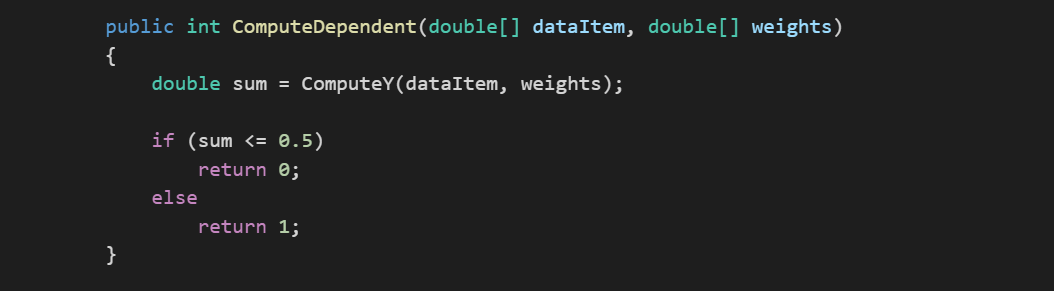 public int ComputeDependent(double[] dataItem, double[] weights)
{
    double sum = ComputeY(dataItem, weights);

    if (sum <= 0.5)
        return 0;
    else
        return 1;
}